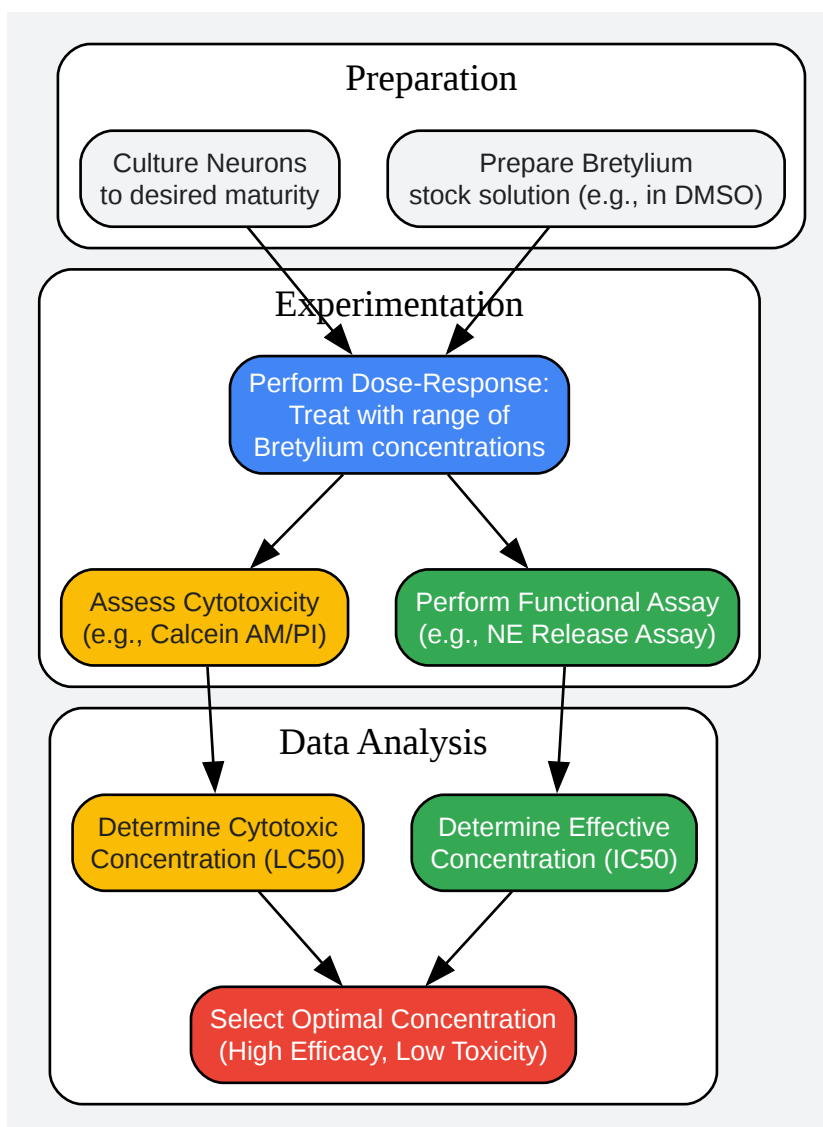 Preparation
Culture Neurons
to desired maturity
Prepare Bretylium
stock solution (e.g., in DMSO)
Experimentation
Perform Dose-Response:
Treat with range of
Bretylium concentrations
Assess Cytotoxicity
(e.g., Calcein AM/PI)
Perform Functional Assay
(e.g., NE Release Assay)
Data Analysis
Determine Cytotoxic
Concentration (LC50)
Determine Effective
Concentration (IC50)
Select Optimal Concentration
(High Efficacy, Low Toxicity)